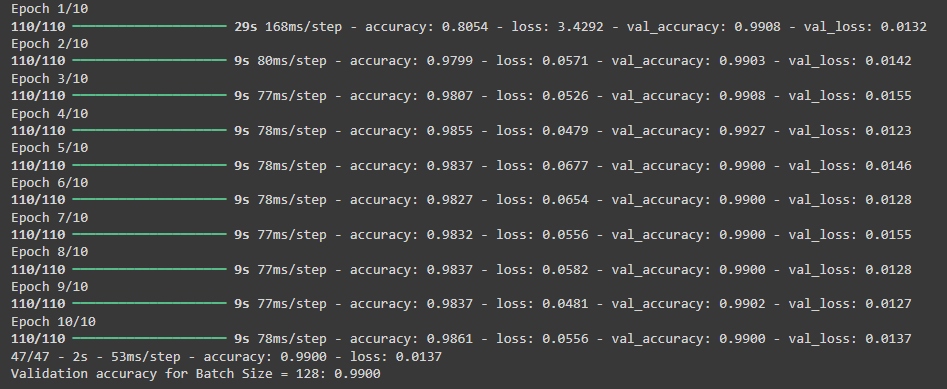 Epoch 1/10
110/110 ━━━━━━━━━━━━━━━━━━━━ 29s 168ms/step - accuracy: 0.8054 - loss: 3.4292 - val_accuracy: 0.9908 - val_loss: 0.0132
Epoch 2/10
110/110 ━━━━━━━━━━━━━━━━━━━━ 9s 80ms/step - accuracy: 0.9799 - loss: 0.0571 - val_accuracy: 0.9903 - val_loss: 0.0142
Epoch 3/10
110/110 ━━━━━━━━━━━━━━━━━━━━ 9s 77ms/step - accuracy: 0.9807 - loss: 0.0526 - val_accuracy: 0.9908 - val_loss: 0.0155
Epoch 4/10
110/110 ━━━━━━━━━━━━━━━━━━━━ 9s 78ms/step - accuracy: 0.9855 - loss: 0.0479 - val_accuracy: 0.9927 - val_loss: 0.0123
Epoch 5/10
110/110 ━━━━━━━━━━━━━━━━━━━━ 9s 78ms/step - accuracy: 0.9837 - loss: 0.0677 - val_accuracy: 0.9900 - val_loss: 0.0146
Epoch 6/10
110/110 ━━━━━━━━━━━━━━━━━━━━ 9s 78ms/step - accuracy: 0.9827 - loss: 0.0654 - val_accuracy: 0.9900 - val_loss: 0.0128
Epoch 7/10
110/110 ━━━━━━━━━━━━━━━━━━━━ 9s 77ms/step - accuracy: 0.9832 - loss: 0.0556 - val_accuracy: 0.9900 - val_loss: 0.0155
Epoch 8/10
110/110 ━━━━━━━━━━━━━━━━━━━━ 9s 77ms/step - accuracy: 0.9837 - loss: 0.0582 - val_accuracy: 0.9900 - val_loss: 0.0128
Epoch 9/10
110/110 ━━━━━━━━━━━━━━━━━━━━ 9s 77ms/step - accuracy: 0.9837 - loss: 0.0481 - val_accuracy: 0.9902 - val_loss: 0.0127
Epoch 10/10
110/110 ━━━━━━━━━━━━━━━━━━━━ 9s 78ms/step - accuracy: 0.9861 - loss: 0.0556 - val_accuracy: 0.9900 - val_loss: 0.0137
47/47 - 2s - 53ms/step - accuracy: 0.9900 - loss: 0.0137
Validation accuracy for Batch Size = 128: 0.9900